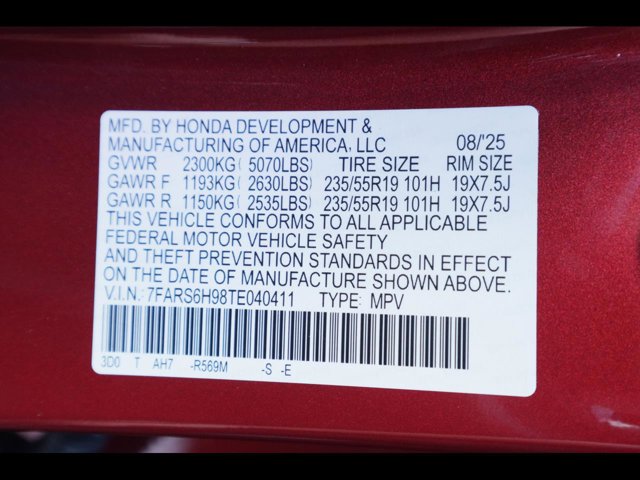 MFD. BY HONDA DEVELOPMENT &
MANUFACTURING OF AMERICA, LLC 08/'25
GVWR 2300KG( 5070LBS) TIRE SIZE RIM SIZE
GAWR F 1193KG( 2630LBS) 235/55R19 101H 19X7.5J
GAWR R 1150KG( 2535LBS) 235/55R19 101H 19X7.5J
THIS VEHICLE CONFORMS TO ALL APPLICABLE
FEDERAL MOTOR VEHICLE SAFETY
AND THEFT PREVENTION STANDARDS IN EFFECT
ON THE DATE OF MANUFACTURE SHOWN ABOVE.
V.I.N.: 7FARS6H98TE040411 TYPE: MPV
3D0 T AH7 -R569M -S -E